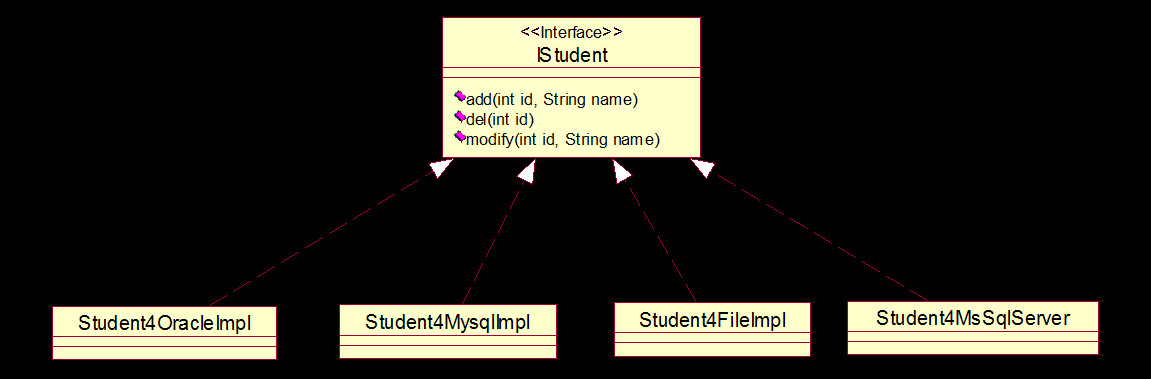 <<Interface>>
IStudent
add(int id, String name)
del(int id)
modify(int id, String name)
Student4OracleImpl
Student4MysqlImpl
Student4FileImpl
Student4MsSqlServer